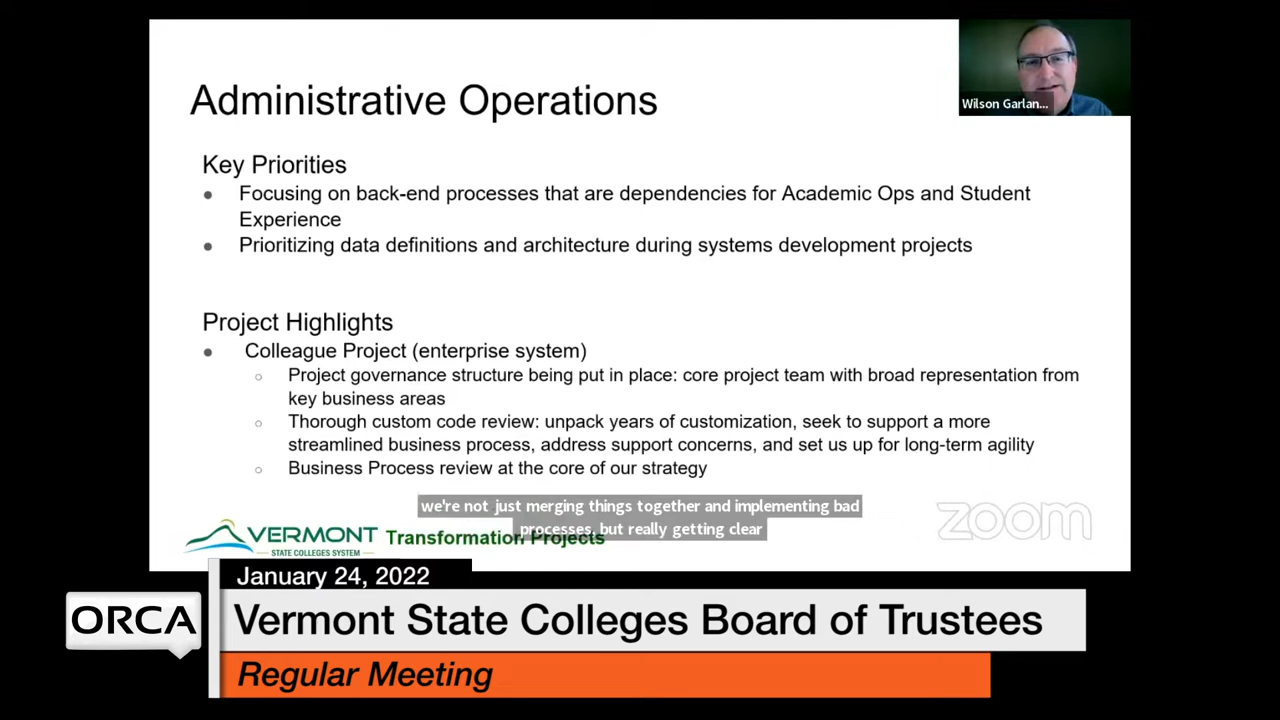 Administrative Operations
Wilson Garlan...
Key Priorities
● Focusing on back-end processes that are dependencies for Academic Ops and Student
Experience
● Prioritizing data definitions and architecture during systems development projects
Project Highlights
● Colleague Project (enterprise system)
○ Project governance structure being put in place: core project team with broad representation from
key business areas
○ Thorough custom code review: unpack years of customization, seek to support a more
streamlined business process, address support concerns, and set us up for long-term agility
○ Business Process review at the core of our strategy
we're not just merging things together and implementing bad
processes, but really getting clear
zoom
VERMONT
STATE COLLEGES SYSTEM
Transformation Projects
January 24, 2022
ORCA
Vermont State Colleges Board of Trustees
Regular Meeting